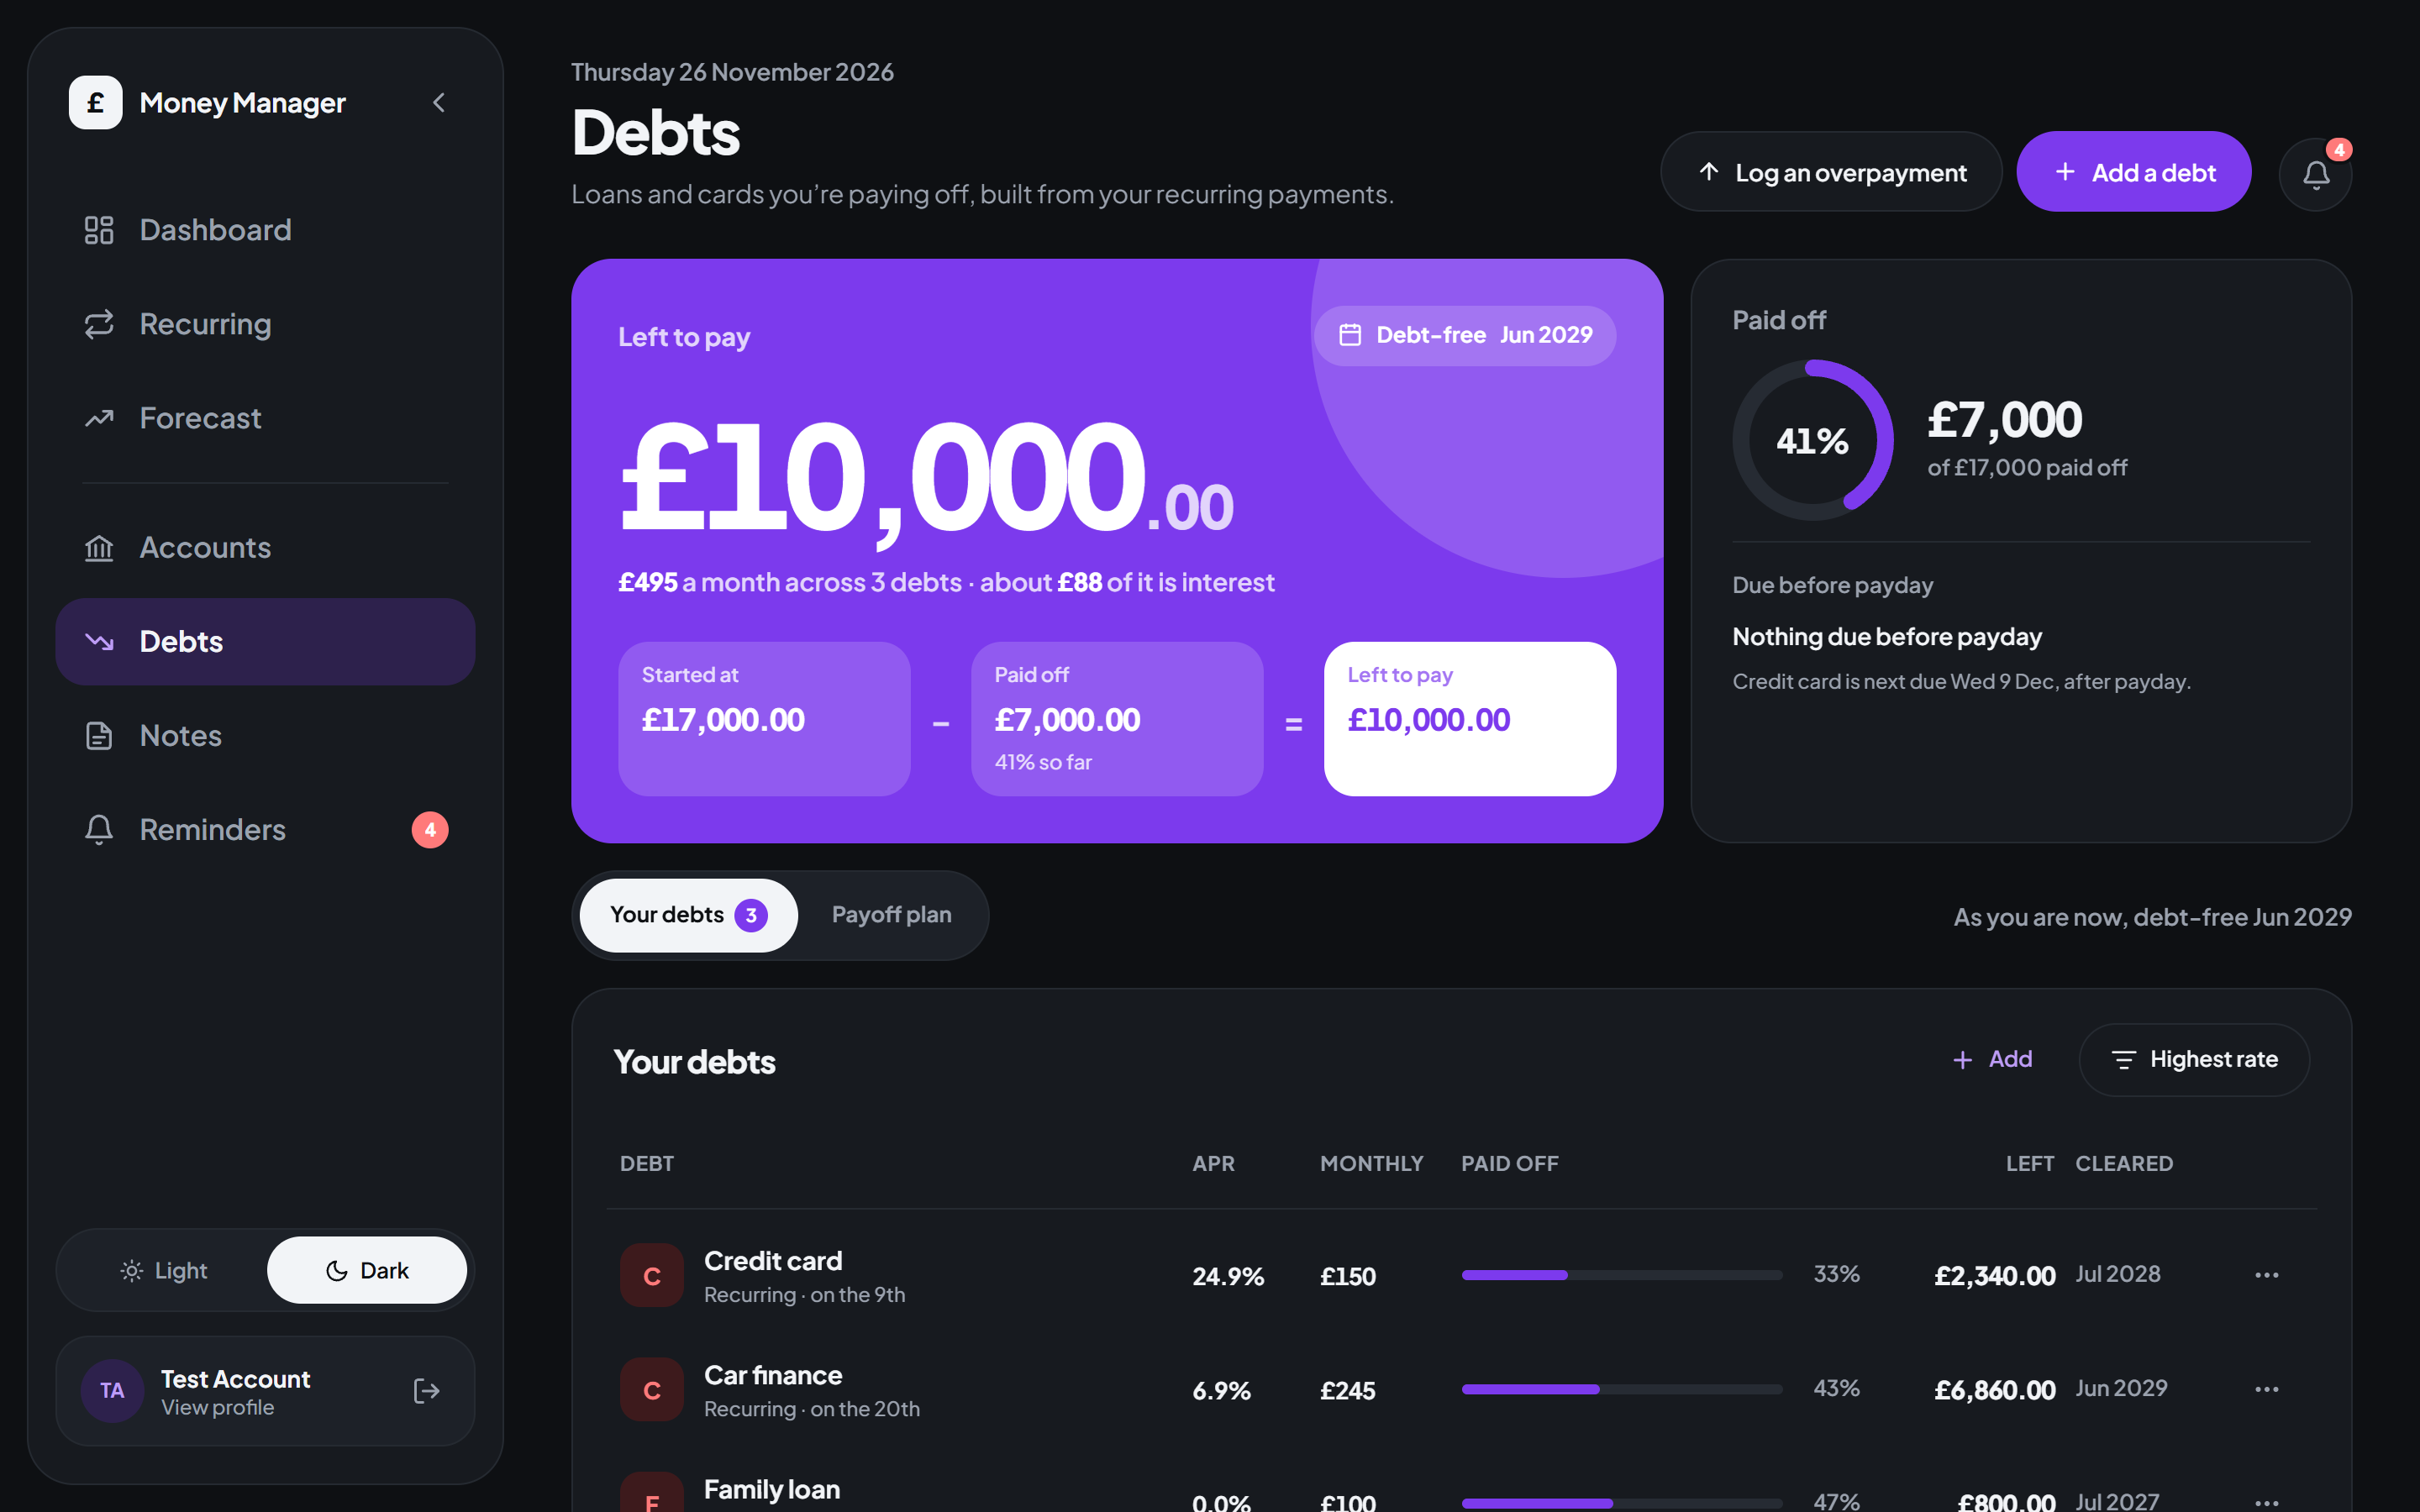 £ Money Manager
Dashboard
Recurring
Forecast
Accounts
Debts
Notes
Reminders 4
Light Dark
TA Test Account
View profile
Thursday 26 November 2026
Debts
Loans and cards you’re paying off, built from your recurring payments.
Log an overpayment
Add a debt
4
Left to pay
Debt-free Jun 2029
£10,000.00
£495 a month across 3 debts · about £88 of it is interest
Started at
£17,000.00
–
Paid off
£7,000.00
41% so far
=
Left to pay
£10,000.00
Paid off
41%
£7,000
of £17,000 paid off
Due before payday
Nothing due before payday
Credit card is next due Wed 9 Dec, after payday.
Your debts 3 Payoff plan
As you are now, debt-free Jun 2029
Your debts
Add
Highest rate
DEBT APR MONTHLY PAID OFF LEFT CLEARED
C Credit card 24.9% £150 33% £2,340.00 Jul 2028
Recurring · on the 9th
C Car finance 6.9% £245 43% £6,860.00 Jun 2029
Recurring · on the 20th
F Family loan 0.0% £100 47% £800.00 Jul 2027